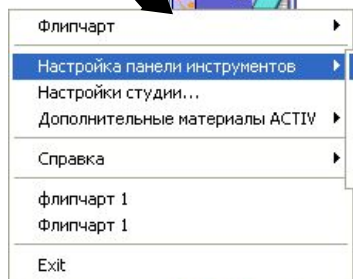 Флипчарт
Настройка панели инструментов
Настройки студии...
Дополнительные материалы ACTIV
Справка
флипчарт 1
Флипчарт 1
Exit